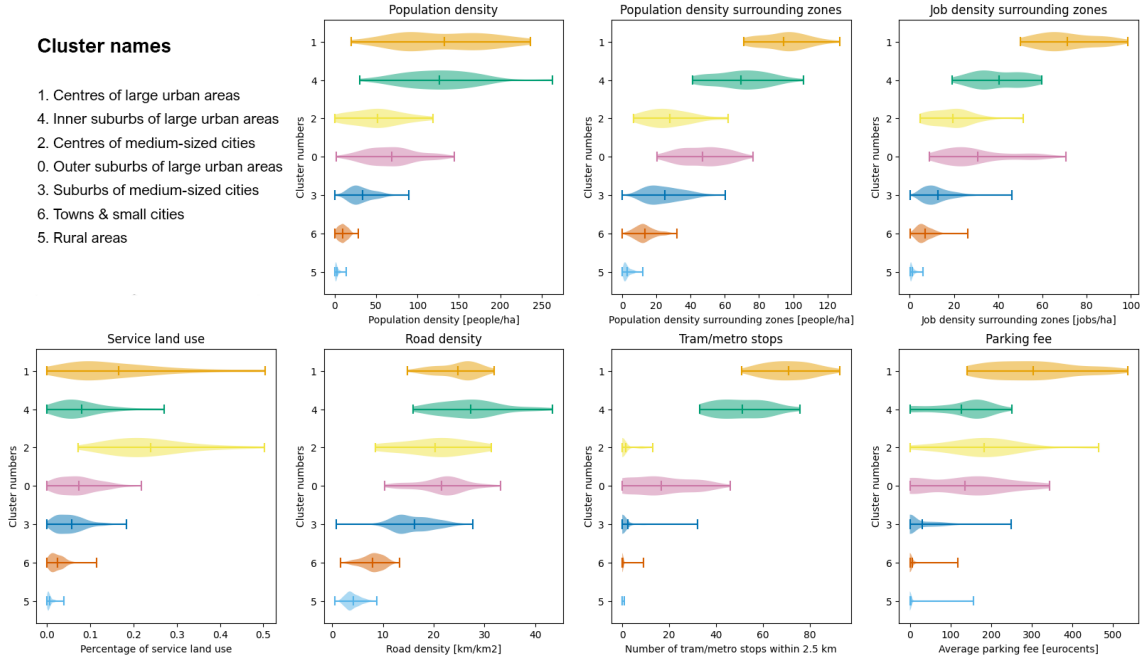 Cluster names
1. Centres of large urban areas
4. Inner suburbs of large urban areas
2. Centres of medium-sized cities
0. Outer suburbs of large urban areas
3. Suburbs of medium-sized cities
6. Towns & small cities
5. Rural areas
Population density
Cluster numbers
1
4
2
0
3
6
5
0 50 100 150 200 250
Population density [people/ha]
Population density surrounding zones
Cluster numbers
1
4
2
0
3
6
5
0 20 40 60 80 100 120
Population density surrounding zones [people/ha]
Job density surrounding zones
Cluster numbers
1
4
2
0
3
6
5
0 20 40 60 80 100
Job density surrounding zones [jobs/ha]
Service land use
Cluster numbers
1
4
2
0
3
6
5
0.0 0.1 0.2 0.3 0.4 0.5
Percentage of service land use
Road density
Cluster numbers
1
4
2
0
3
6
5
0 10 20 30 40
Road density [km/km2]
Tram/metro stops
Cluster numbers
1
4
2
0
3
6
5
0 20 40 60 80
Number of tram/metro stops within 2.5 km
Parking fee
Cluster numbers
1
4
2
0
3
6
5
0 100 200 300 400 500
Average parking fee [eurocents]